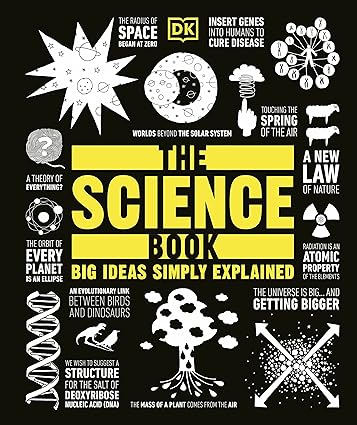 THE RADIUS OF
SPACE
BEGAN AT ZERO
DK
INSERT GENES
INTO HUMANS TO
CURE DISEASE
WORLDS BEYOND THE SOLAR SYSTEM
TOUCHING THE
SPRING
OF THE AIR
?
A THEORY OF
EVERYTHING?
A NEW
LAW
OF NATURE
THE
SCIENCE
BOOK
BIG IDEAS SIMPLY EXPLAINED
THE ORBIT OF
EVERY
PLANET
IS AN ELLIPSE
RADIATION IS AN
ATOMIC
PROPERTY
OF THE ELEMENTS
AN EVOLUTIONARY LINK
BETWEEN BIRDS
AND DINOSAURS
THE UNIVERSE IS BIG... AND
GETTING BIGGER
WE WISH TO SUGGEST A
STRUCTURE
FOR THE SALT OF
DEOXYRIBOSE
NUCLEIC ACID (DNA)
THE MASS OF A PLANT COMES FROM THE AIR